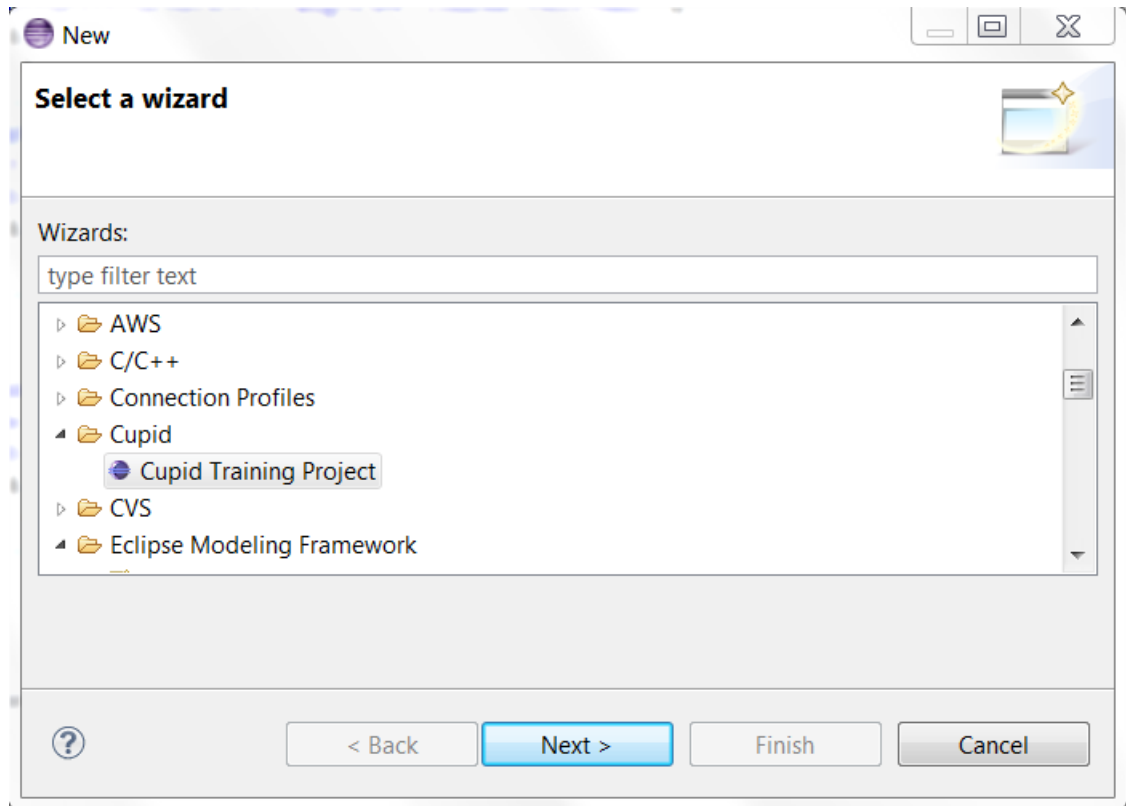 New
Select a wizard
Wizards:
type filter text
AWS
C/C++
Connection Profiles
Cupid
Cupid Training Project
CVS
Eclipse Modeling Framework
< Back Next > Finish Cancel